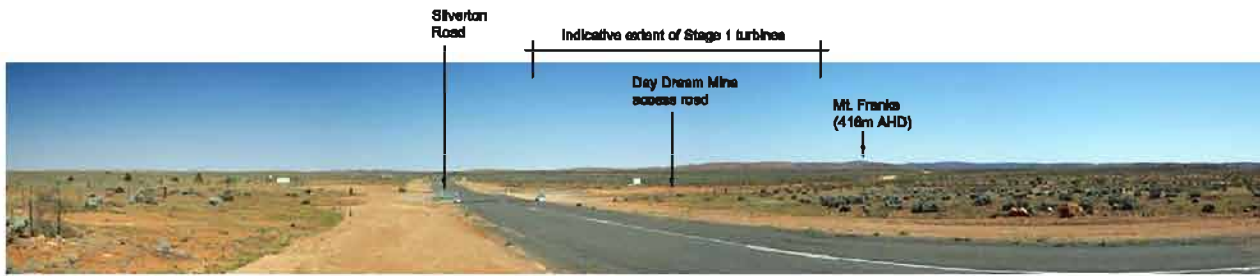 Silverton
Road
Indicative extent of Stage 1 turbines
Day Dream Mine
access road
Mt. Franks
(416m AHD)